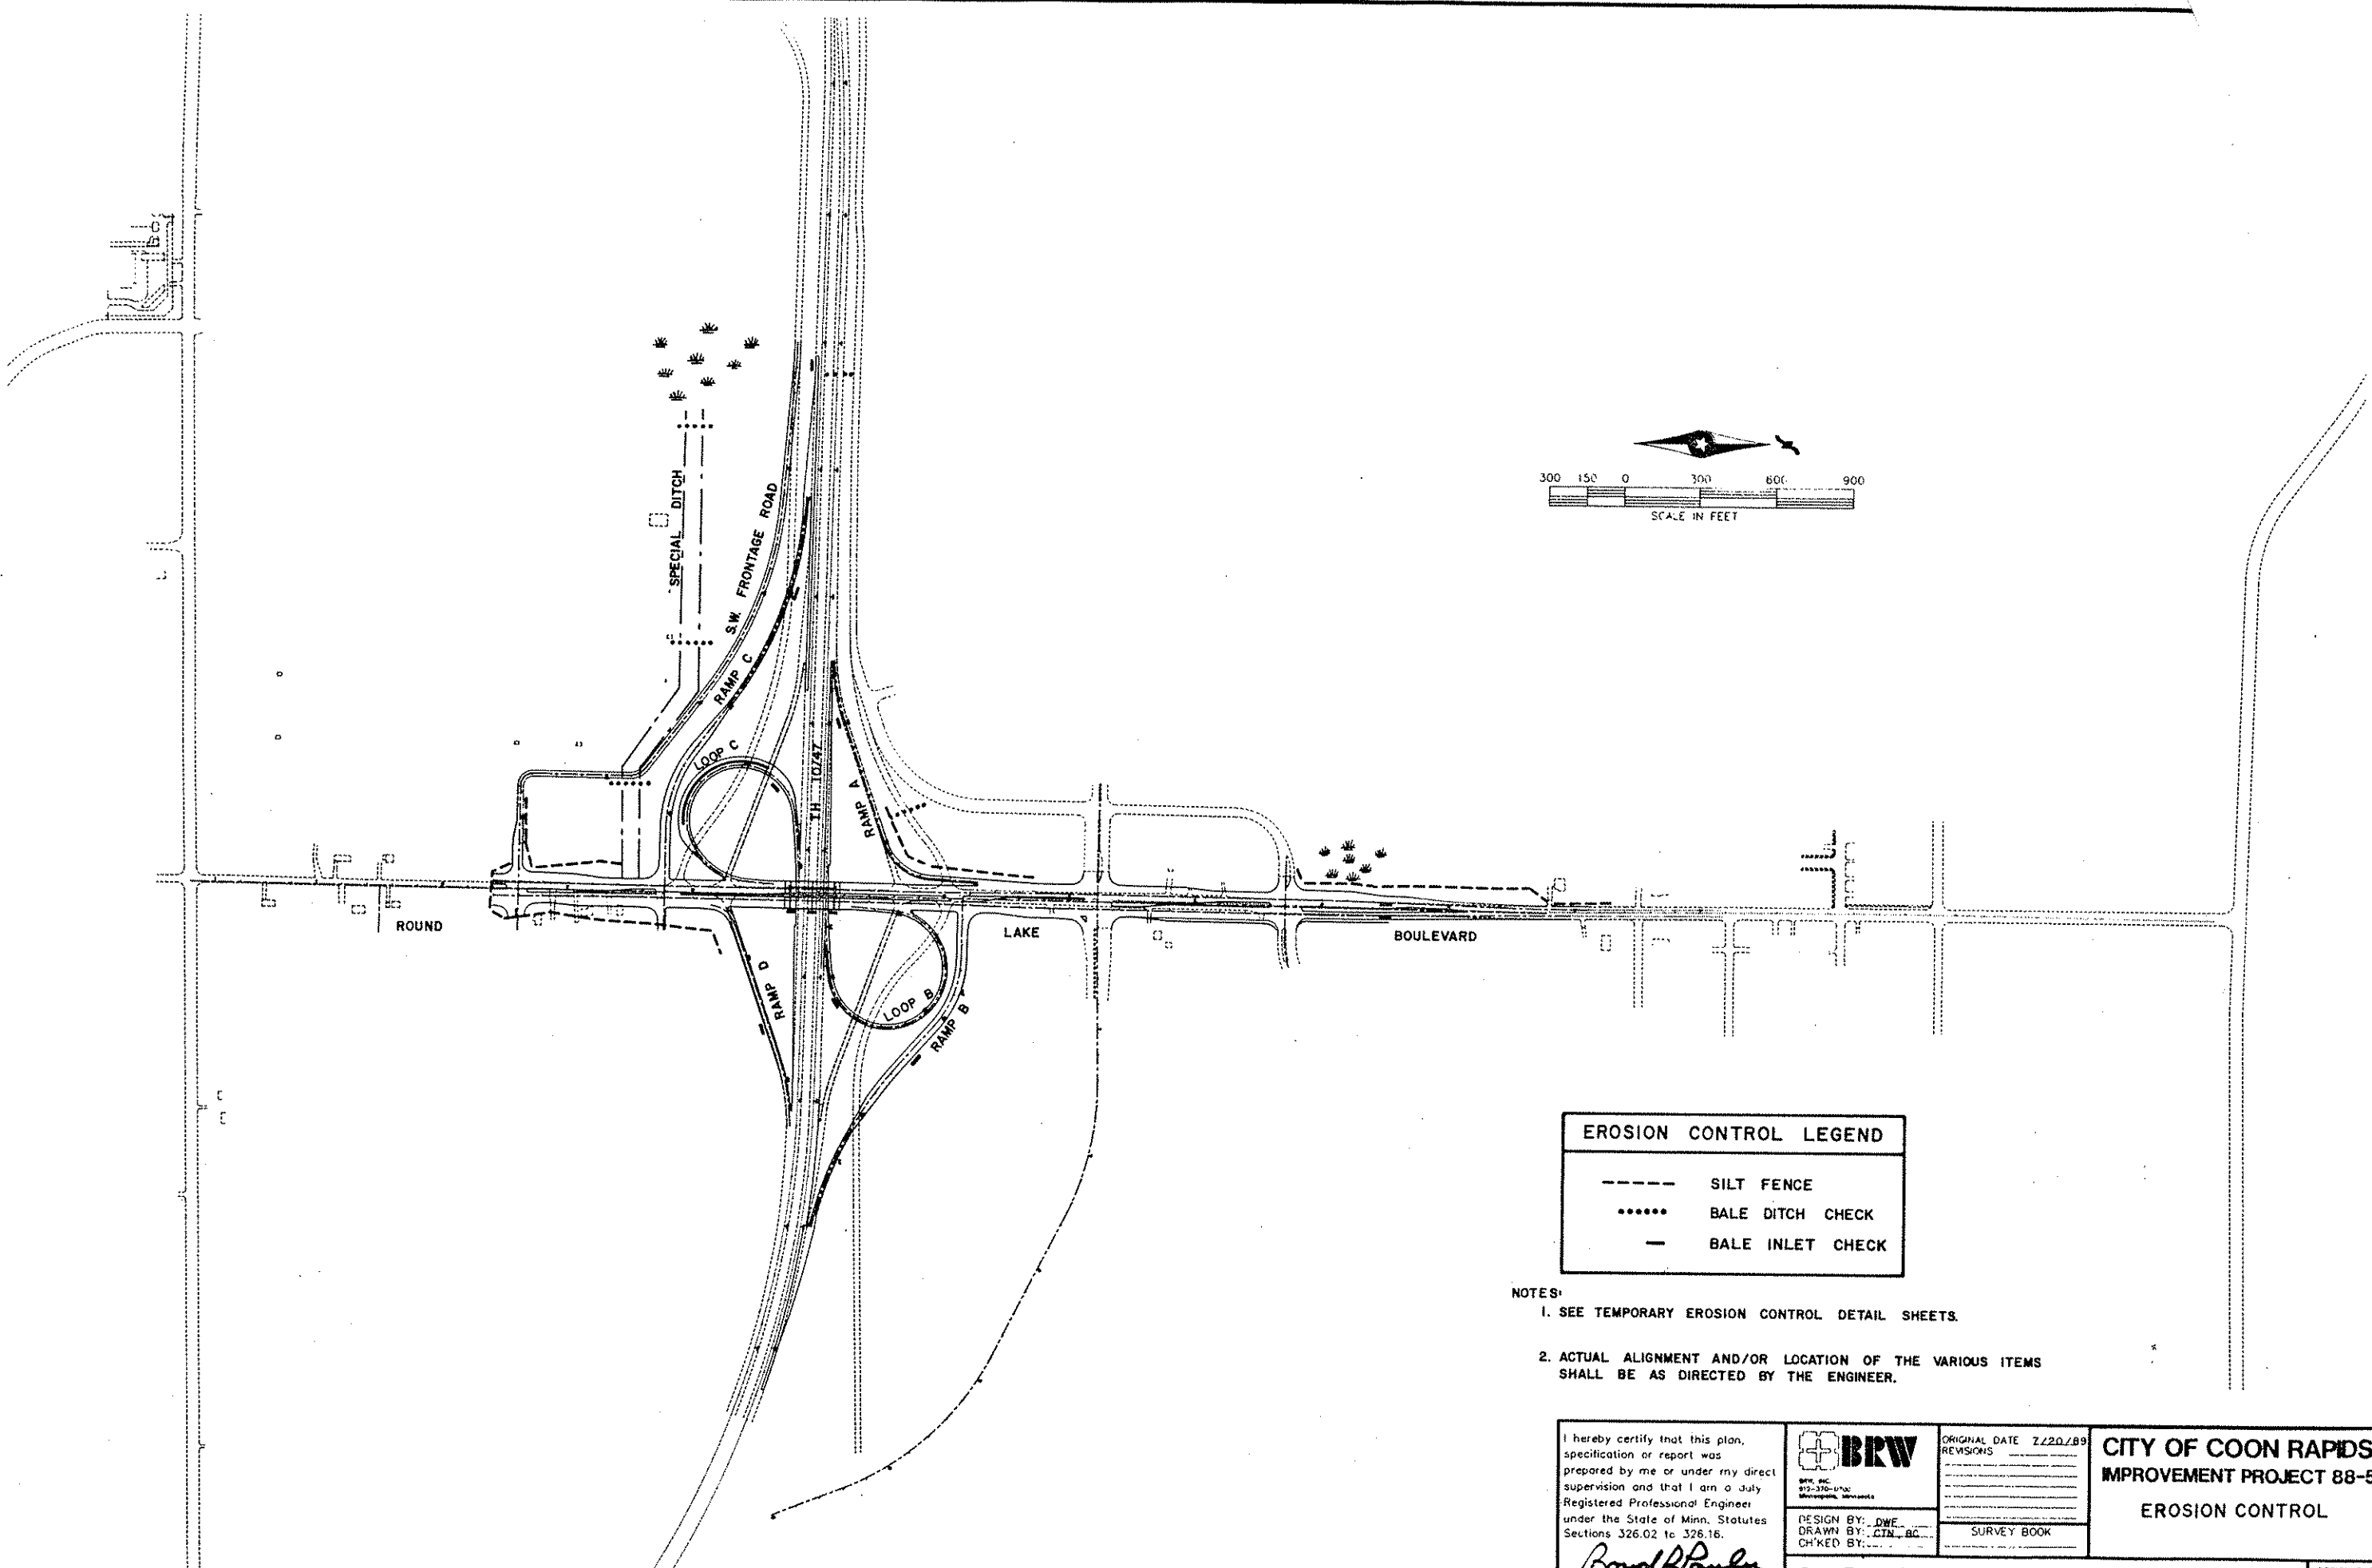 SPECIAL DITCH
S.W. FRONTAGE ROAD
RAMP C
LOOP C
TH 10/47
RAMP A
ROUND
LAKE
BOULEVARD
RAMP D
LOOP B
RAMP B
300 150 0 300 600 900
SCALE IN FEET
EROSION CONTROL LEGEND
SILT FENCE
BALE DITCH CHECK
BALE INLET CHECK
NOTES:
1. SEE TEMPORARY EROSION CONTROL DETAIL SHEETS.
2. ACTUAL ALIGNMENT AND/OR LOCATION OF THE VARIOUS ITEMS
SHALL BE AS DIRECTED BY THE ENGINEER.
I hereby certify that this plan,
specification or report was
prepared by me or under my direct
supervision and that I am a duly
Registered Professional Engineer
under the State of Minn. Statutes
Sections 326.02 to 326.16.
BRW
BRW, INC.
Minneapolis, Minnesota
DESIGN BY: DWE
DRAWN BY: CTN, BC
CH'KED BY:
ORIGINAL DATE 7/20/89
REVISIONS
SURVEY BOOK
CITY OF COON RAPIDS
IMPROVEMENT PROJECT 88-5
EROSION CONTROL